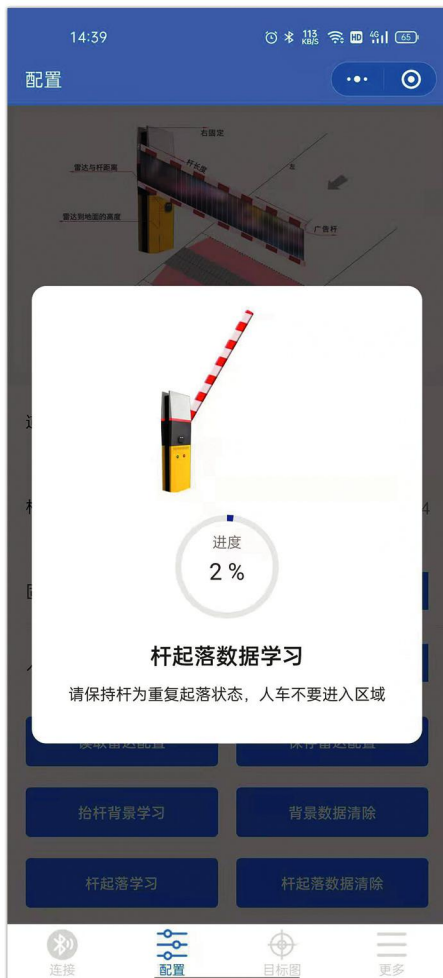 14:39
113 KB/S HD 4G 65
配置
右固定
雷达与杆距离
杆长度
雷达到地面的高度
广告杆
4
进度
2 %
杆起落数据学习
请保持杆为重复起落状态，人车不要进入区域
读取雷达配置
保存雷达配置
抬杆背景学习
背景数据清除
杆起落学习
杆起落数据清除
连接
配置
目标图
更多